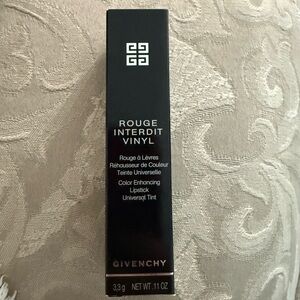 ROUGE
INTERDIT
VINYL
Rouge à Lèvres
Réhausseur de Couleur
Teinte Universelle
Color Enhancing
Lipstick
Universal Tint
GIVENCHY
3,3 g NET WT .11 OZ